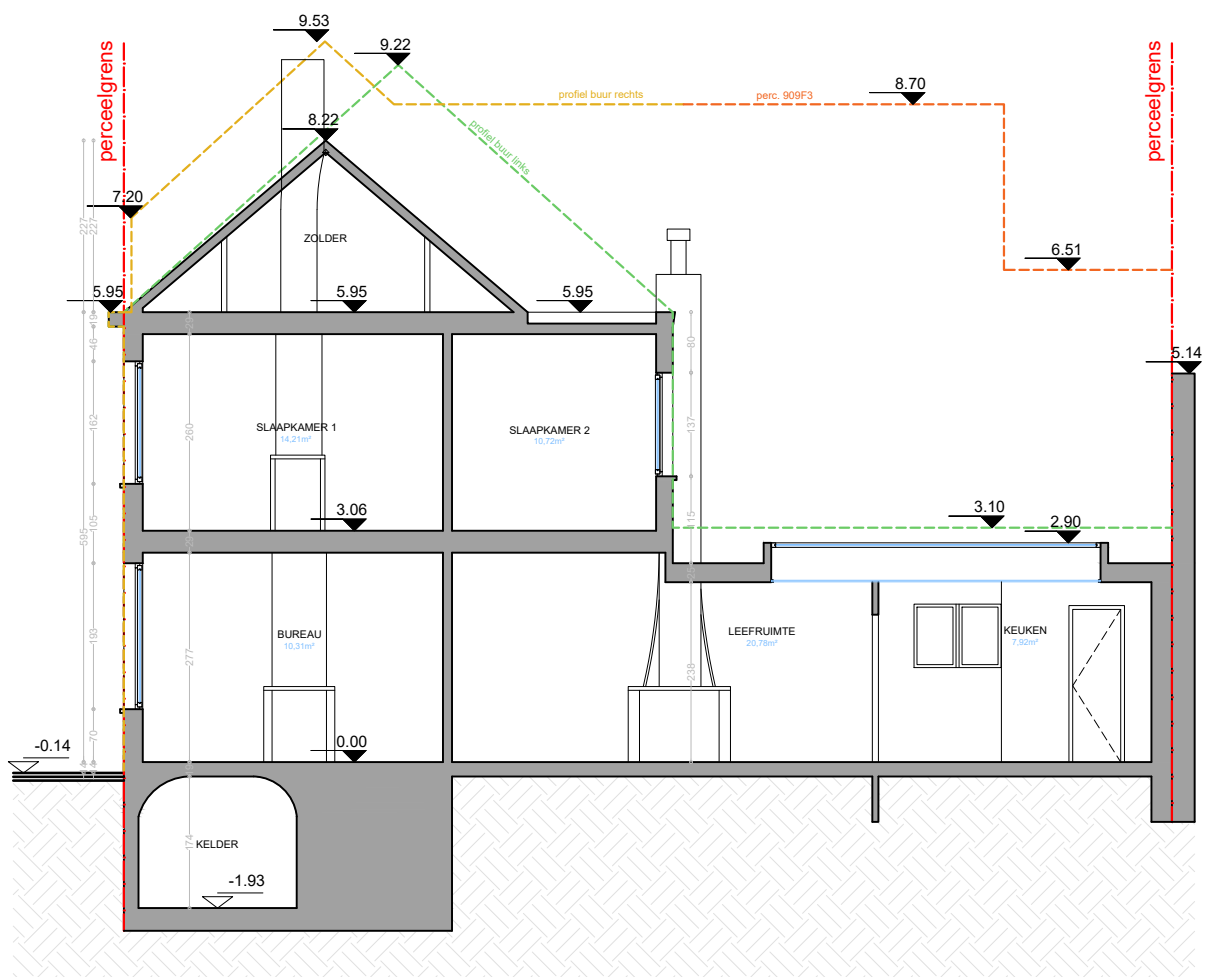 9.53
9.22
perceelgrens
perceelgrens
8.70
profiel buur rechts
perc. 909F3
profiel buur links
8.22
7.20
227
227
ZOLDER
6.51
5.95
5.95
5.95
19
46
80
5.14
162
260
SLAAPKAMER 1
14,21m²
SLAAPKAMER 2
10,72m²
137
3.06
3.10
2.90
105
595
115
193
277
BUREAU
10,31m²
LEEFRUIMTE
20,78m²
KEUKEN
7,92m²
238
70
0.00
-0.14
KELDER
174
-1.93